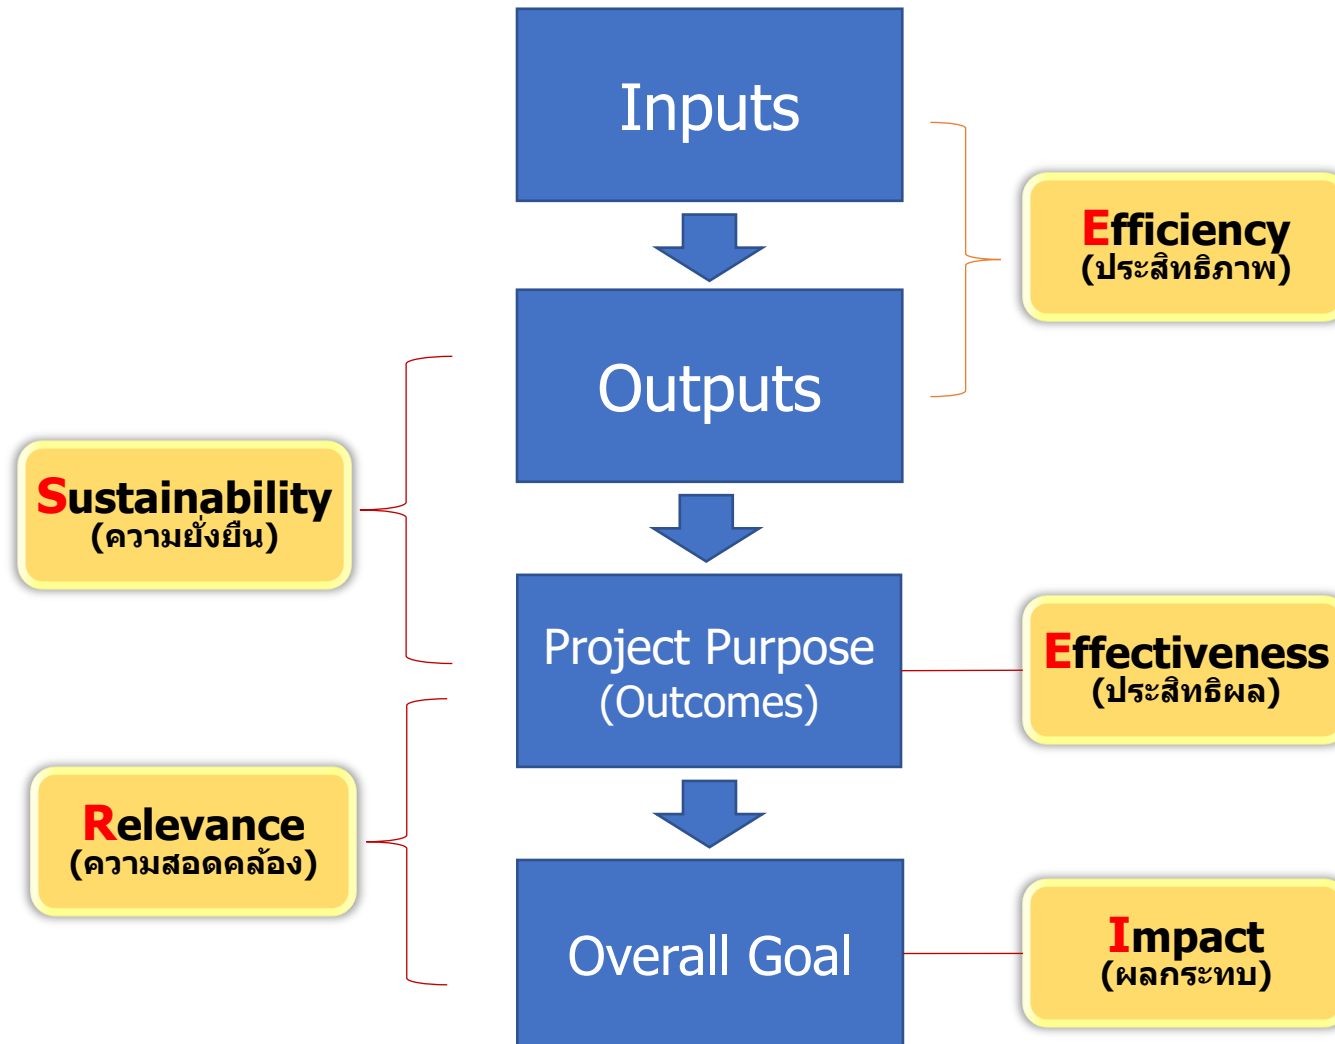 Inputs
Efficiency
(ประสิทธิภาพ)
Outputs
Sustainability
(ความยั่งยืน)
Project Purpose
(Outcomes)
Effectiveness
(ประสิทธิผล)
Relevance
(ความสอดคล้อง)
Overall Goal
Impact
(ผลกระทบ)